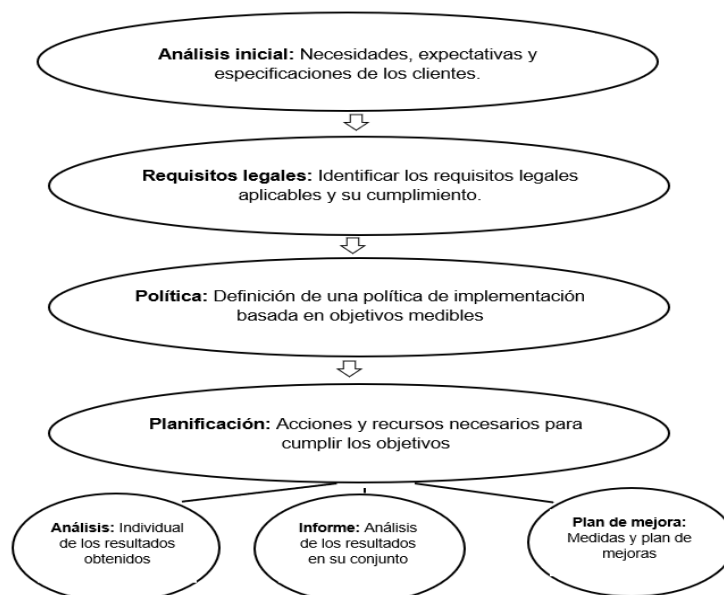 Análisis inicial: Necesidades, expectativas y
especificaciones de los clientes.
Requisitos legales: Identificar los requisitos legales
aplicables y su cumplimiento.
Política: Definición de una política de implementación
basada en objetivos medibles
Planificación: Acciones y recursos necesarios para
cumplir los objetivos
Análisis: Individual
de los resultados
obtenidos
Informe: Análisis
de los resultados
en su conjunto
Plan de mejora:
Medidas y plan de
mejoras